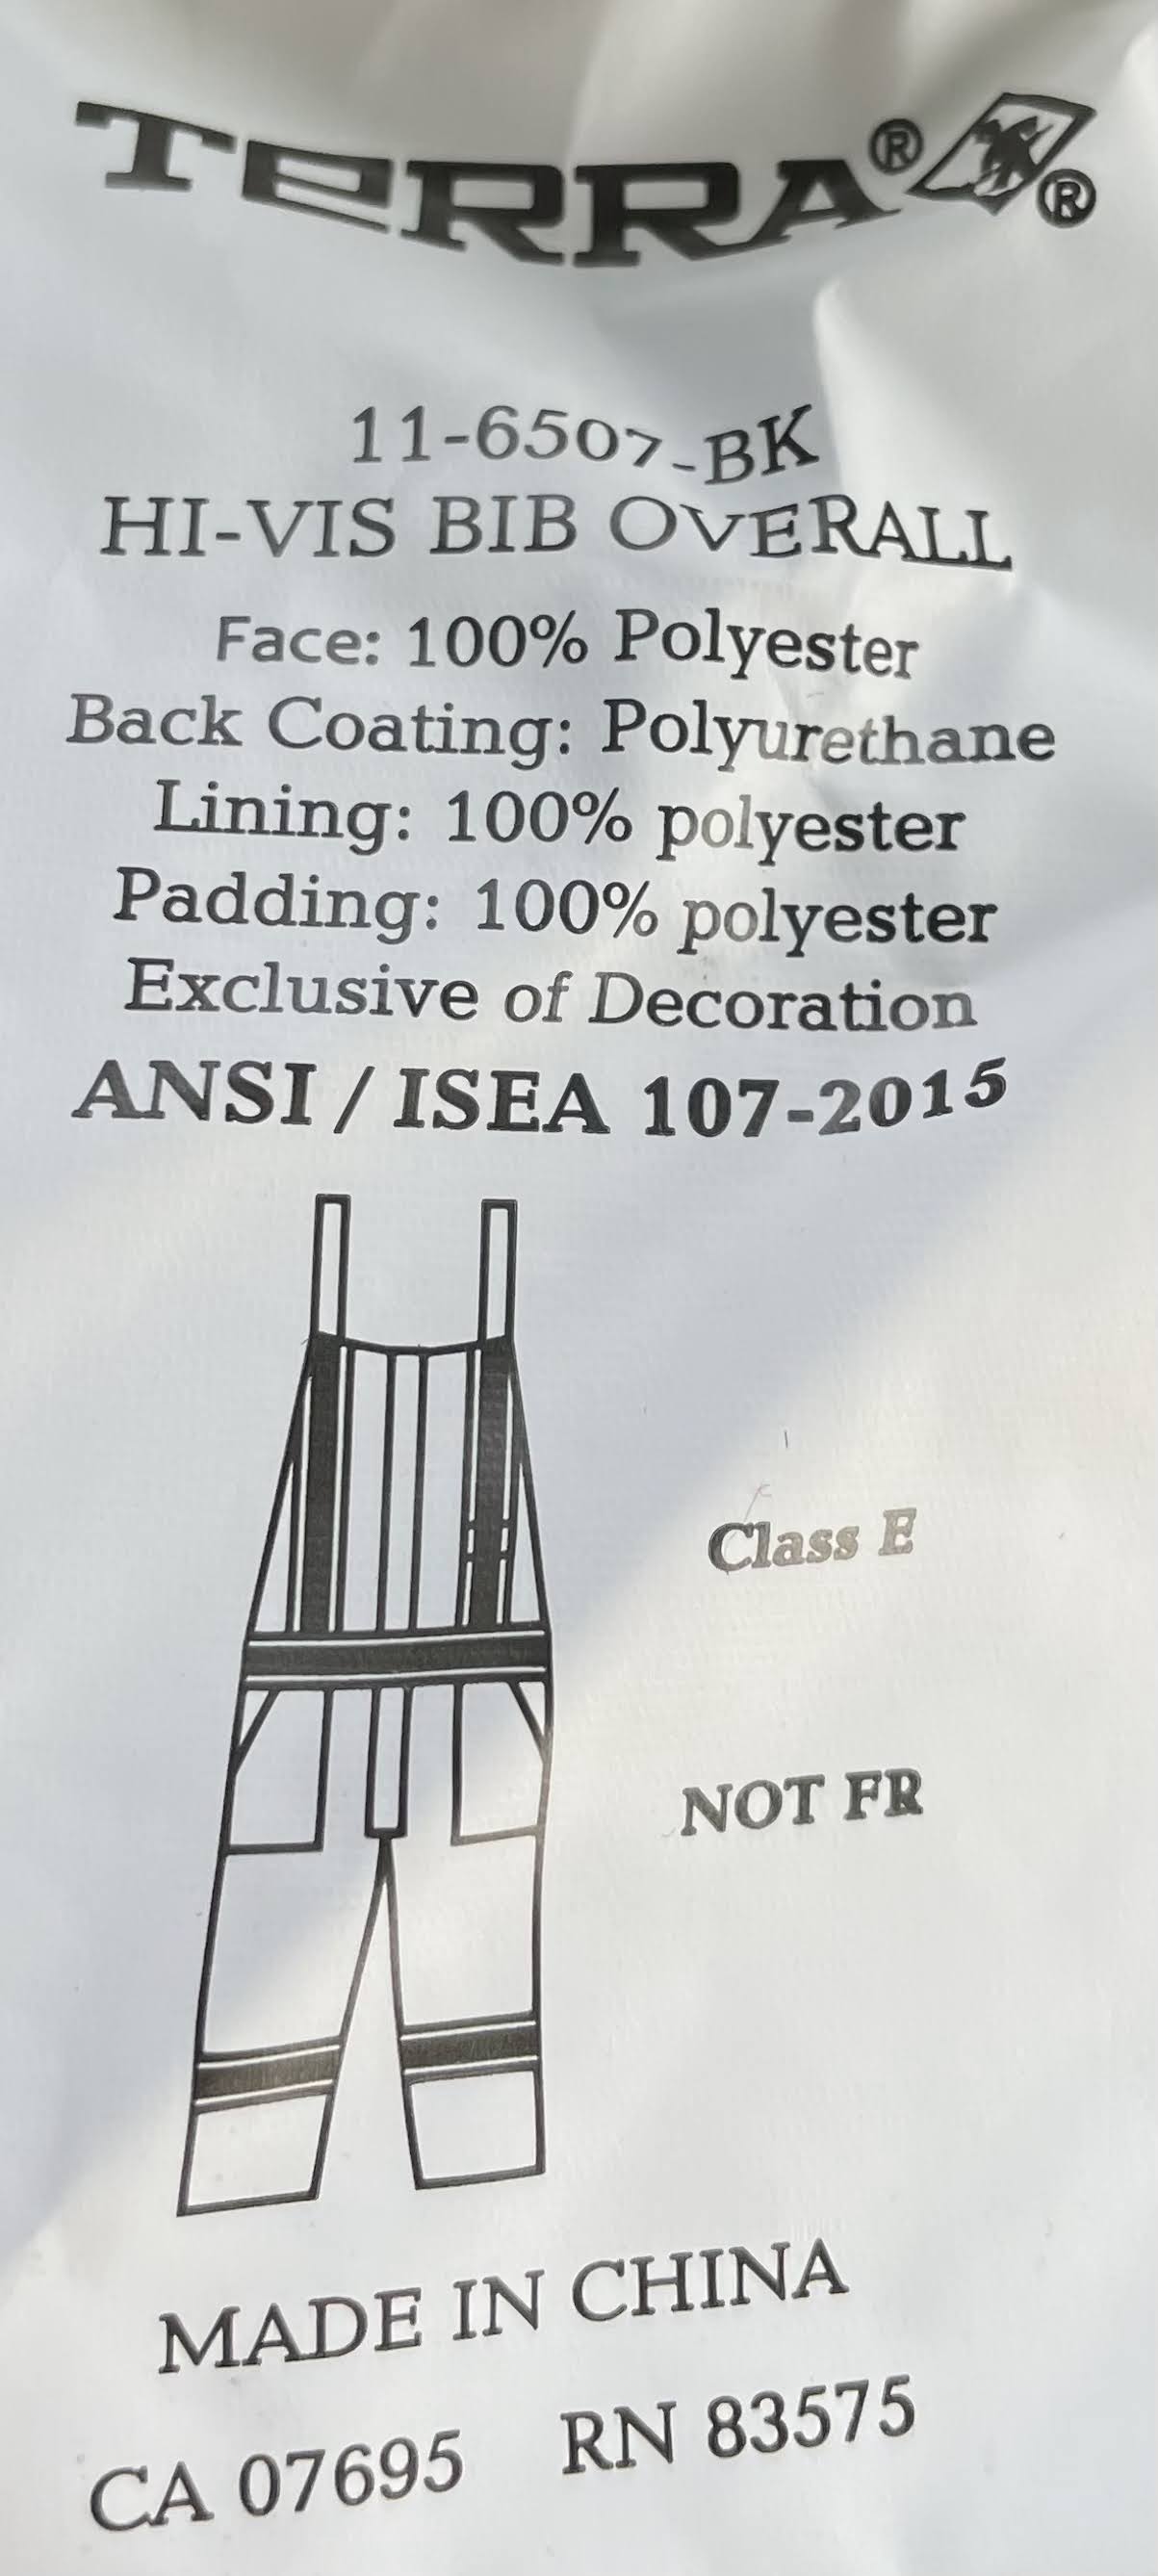 TERRA® ®
11-6507-BK
HI-VIS BIB OVERALL
Face: 100% Polyester
Back Coating: Polyurethane
Lining: 100% polyester
Padding: 100% polyester
Exclusive of Decoration
ANSI / ISEA 107-2015
Class E
NOT FR
MADE IN CHINA
CA 07695 RN 83575